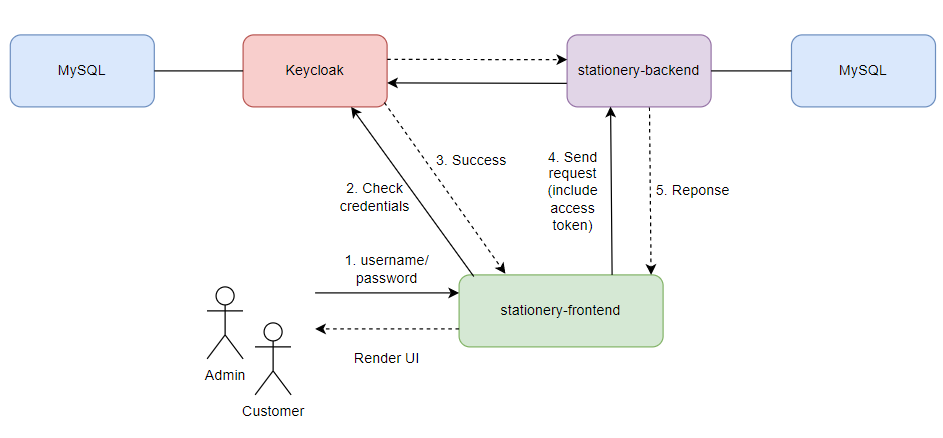 MySQL
Keycloak
stationery-backend
MySQL
3. Success
4. Send
request
(include
access
token)
5. Reponse
2. Check
credentials
1. username/
password
stationery-frontend
Render UI
Admin
Customer